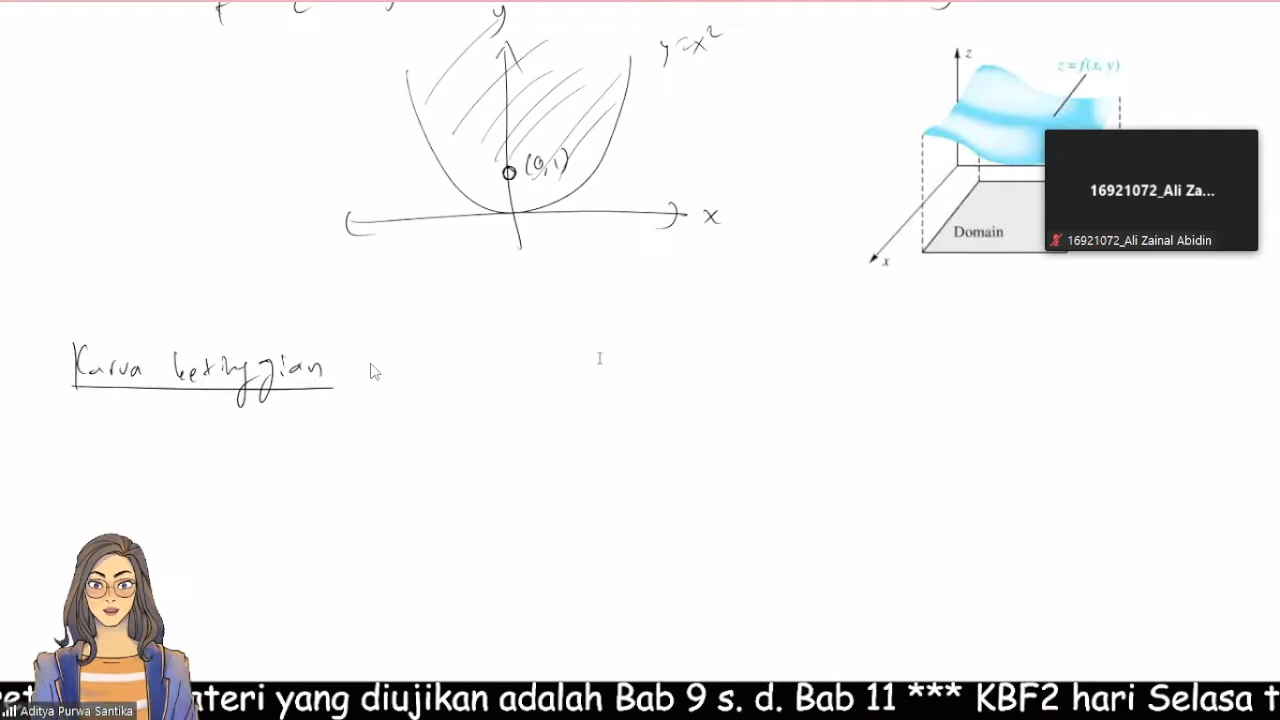 y
y = x²
(0,1)
x
z
z = f(x, y)
Domain
x
16921072_Ali Za...
16921072_Ali Zainal Abidin
Kurva ketinggian
ateri yang diujikan adalah Bab 9 s. d. Bab 11 *** KBF2 hari Selasa t
Aditya Purwa Santika